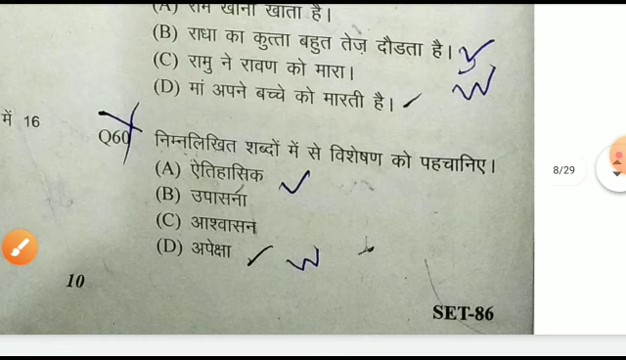 (A) राम खाना खाता है।
(B) राधा का कुत्ता बहुत तेज़ दौडता है।
(C) रामु ने रावण को मारा।
(D) मां अपने बच्चे को मारती है।
में 16
Q60 निम्नलिखित शब्दों में से विशेषण को पहचानिए।
(A) ऐतिहासिक
(B) उपासना
(C) आश्वासन
(D) अपेक्षा
8/29
10
SET-86